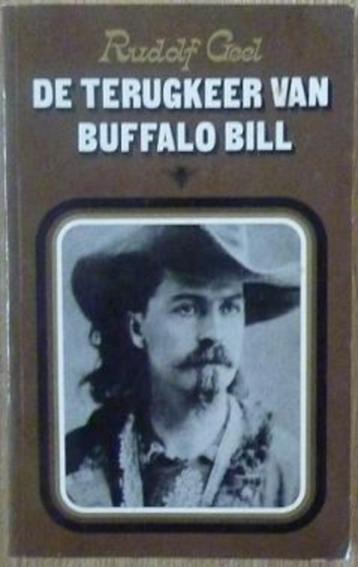 Rudolf Geel
DE TERUGKEER VAN
BUFFALO BILL